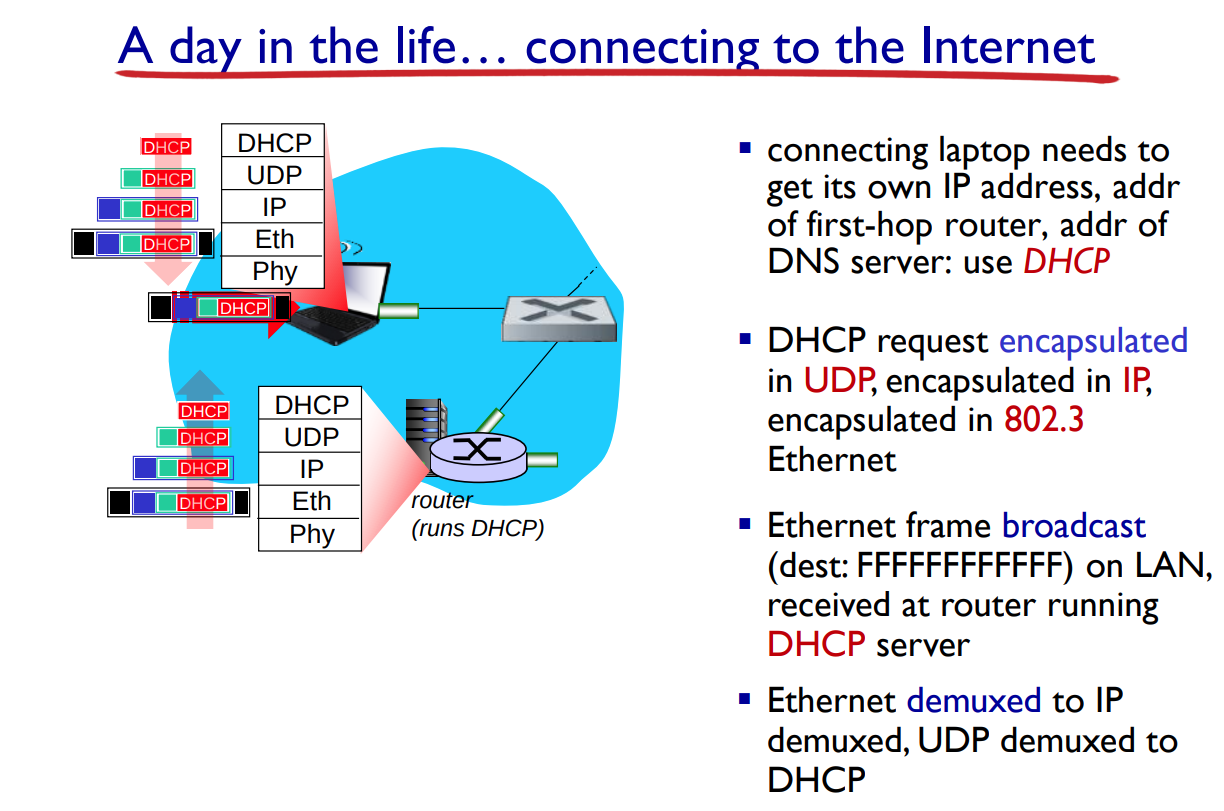 A day in the life… connecting to the Internet
DHCP
DHCP
DHCP
DHCP
DHCP
DHCP
UDP
IP
Eth
Phy
DHCP
DHCP
DHCP
DHCP
DHCP
UDP
IP
Eth
Phy
router
(runs DHCP)
▪ connecting laptop needs to
get its own IP address, addr
of first-hop router, addr of
DNS server: use DHCP
▪ DHCP request encapsulated
in UDP, encapsulated in IP,
encapsulated in 802.3
Ethernet
▪ Ethernet frame broadcast
(dest: FFFFFFFFFFFF) on LAN,
received at router running
DHCP server
▪ Ethernet demuxed to IP
demuxed, UDP demuxed to
DHCP